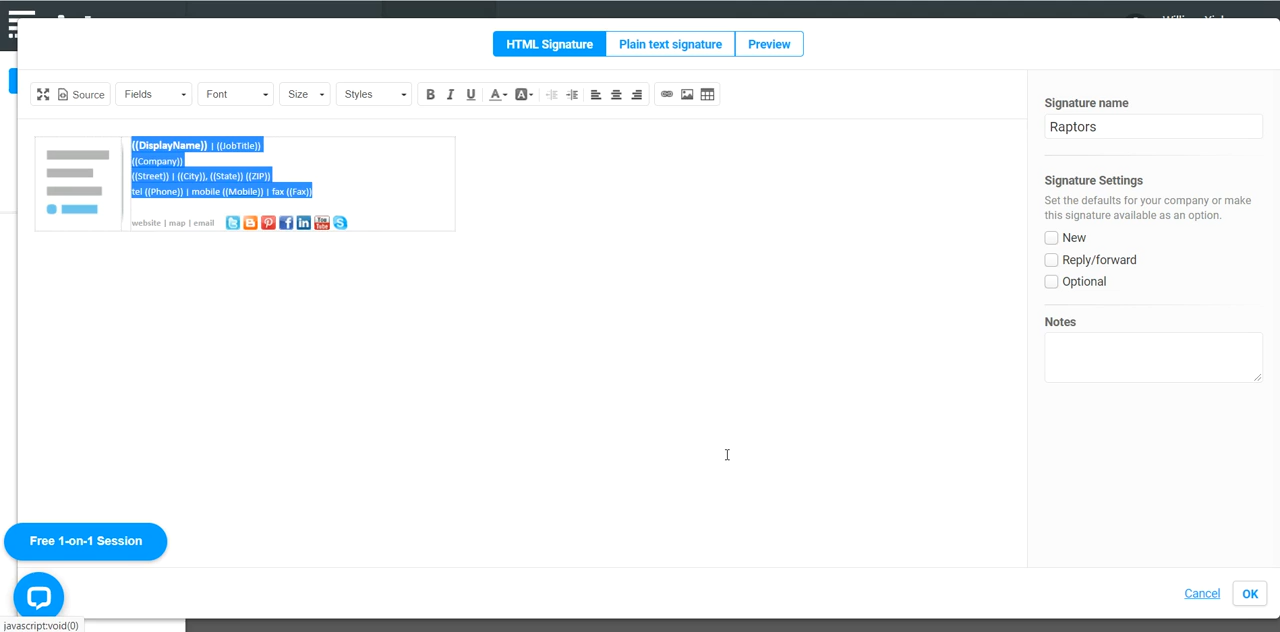 HTML Signature Plain text signature Preview
Source Fields Font Size Styles B I U A A
((DisplayName)) | ((JobTitle))
((Company))
((Street)) | ((City)), ((State)) ((ZIP))
tel ((Phone)) | mobile ((Mobile)) | fax ((Fax))
website | map | email
You Tube
Signature name
Raptors
Signature Settings
Set the defaults for your company or make
this signature available as an option.
New
Reply/forward
Optional
Notes
Free 1-on-1 Session
Cancel OK
javascript:void(0)